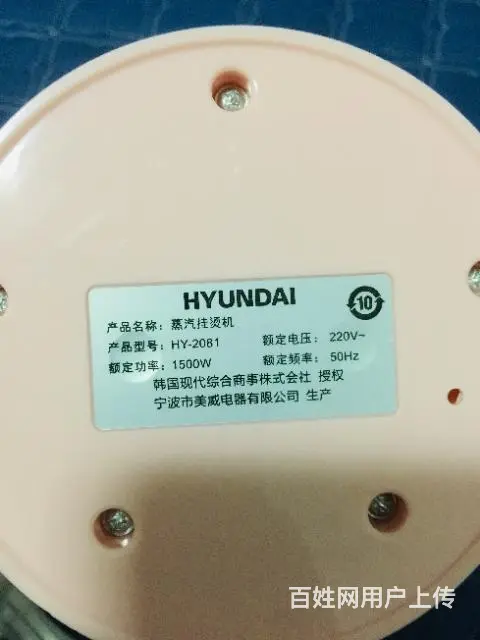 HYUNDAI
10
产品名称：蒸汽挂烫机
产品型号：HY-2081 额定电压：220V~
额定功率：1500W 额定频率：50Hz
韩国现代综合商事株式会社 授权
宁波市美威电器有限公司 生产
百姓网用户上传